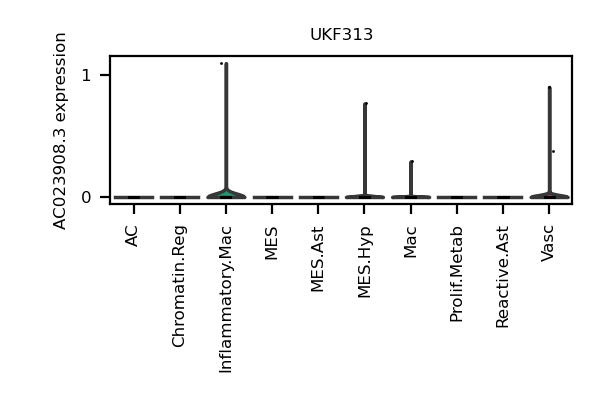 UKF313
AC023908.3 expression
1
0
AC
Chromatin.Reg
Inflammatory.Mac
MES
MES.Ast
MES.Hyp
Mac
Prolif.Metab
Reactive.Ast
Vasc